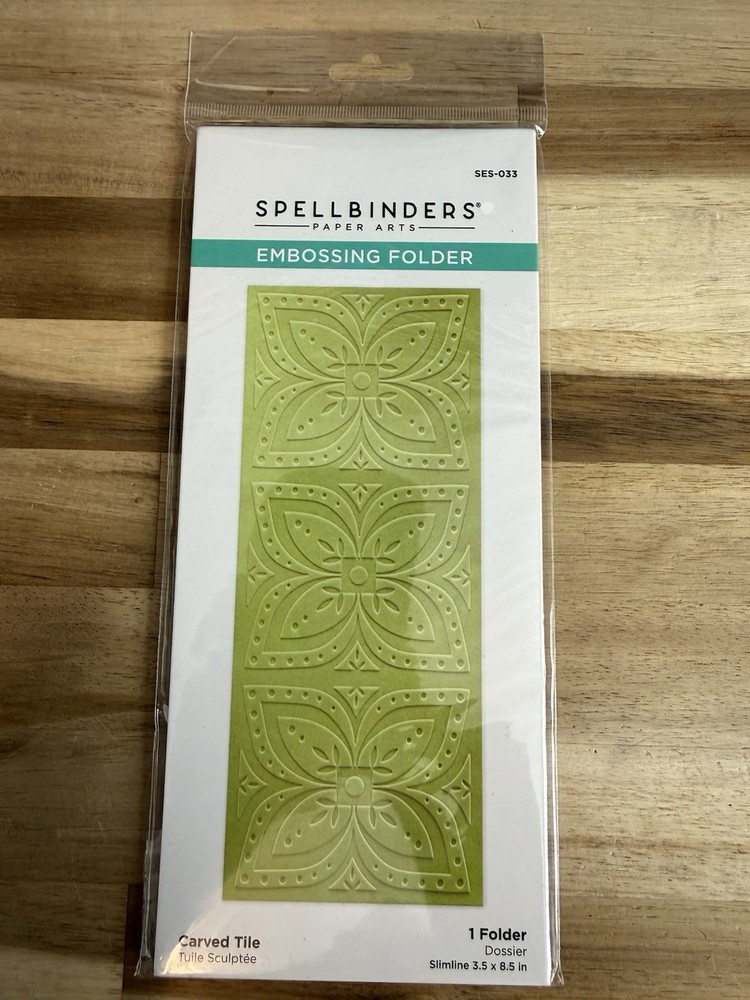 SES-033
SPELLBINDERS®
PAPER ARTS
EMBOSSING FOLDER
Carved Tile
Tuile Sculptée
1 Folder
Dossier
Slimline 3.5 x 8.5 in